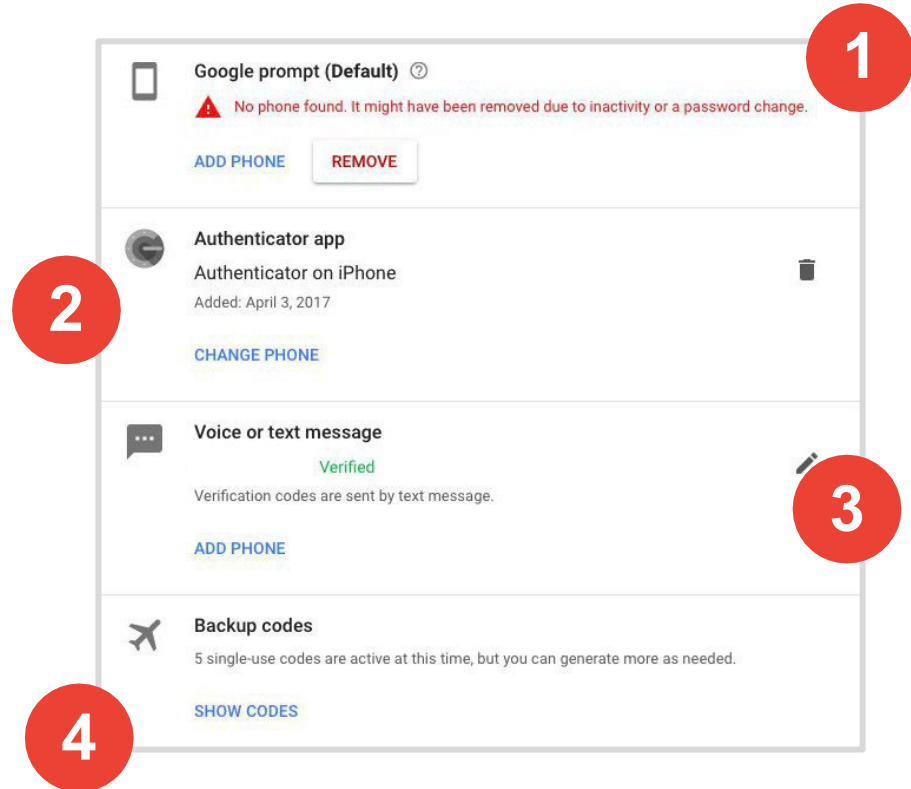 1
Google prompt (Default) ?
No phone found. It might have been removed due to inactivity or a password change.
ADD PHONE REMOVE
2
Authenticator app
Authenticator on iPhone
Added: April 3, 2017
CHANGE PHONE
Voice or text message
Verified
3
Verification codes are sent by text message.
ADD PHONE
Backup codes
5 single-use codes are active at this time, but you can generate more as needed.
4
SHOW CODES